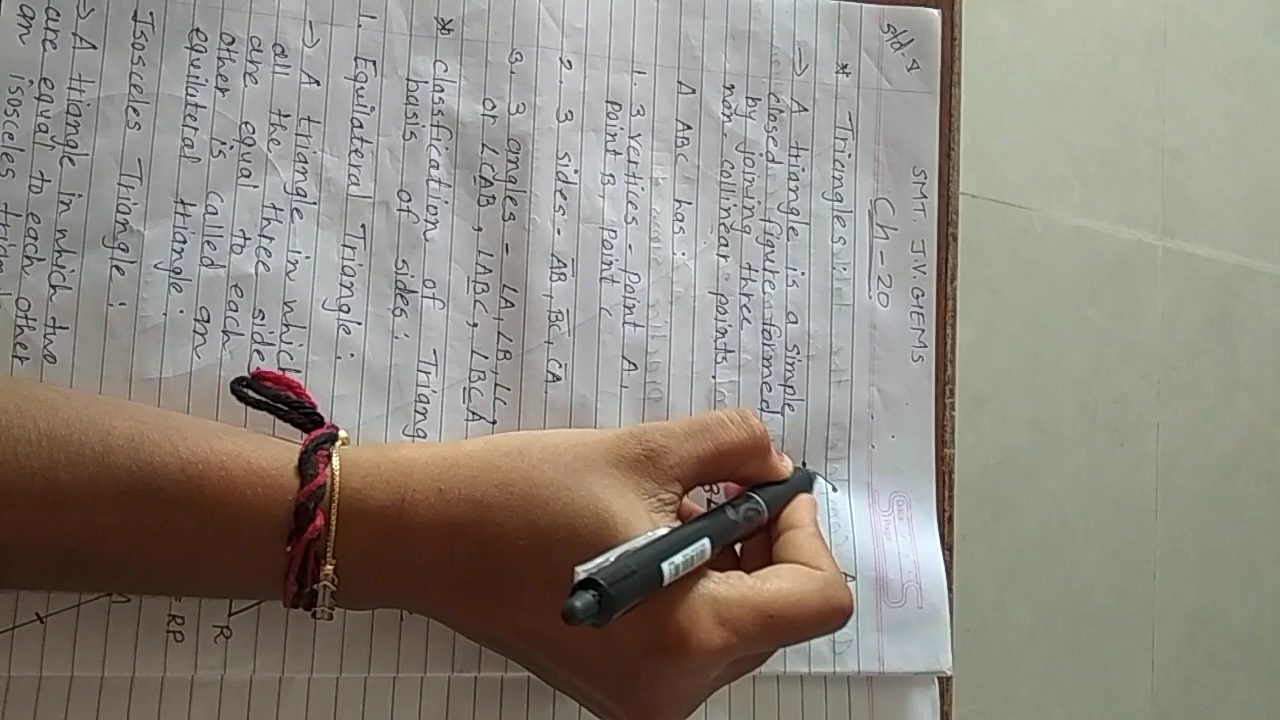 SMT. J.V. GEMS
Std. 8
Ch-20
* Triangles :
→ A triangle is a simple
closed figure formed
by joining three
non-collinear points.
A ABC has :
1. 3 vertices - Point A,
Point B, Point C
2. 3 sides - AB, BC, CA.
3. 3 angles - ∠A, ∠B, ∠C,
or ∠CAB, ∠ABC, ∠BCA
* classfication of Triang
basis of sides :
1. Equilateral Triangle :
→ A triangle in which
all the three side
are equal to each
other is called an
equilateral triangle.
Isosceles Triangle :
→ A triangle in which two
are equal to each other
an isosceles
R
= RP